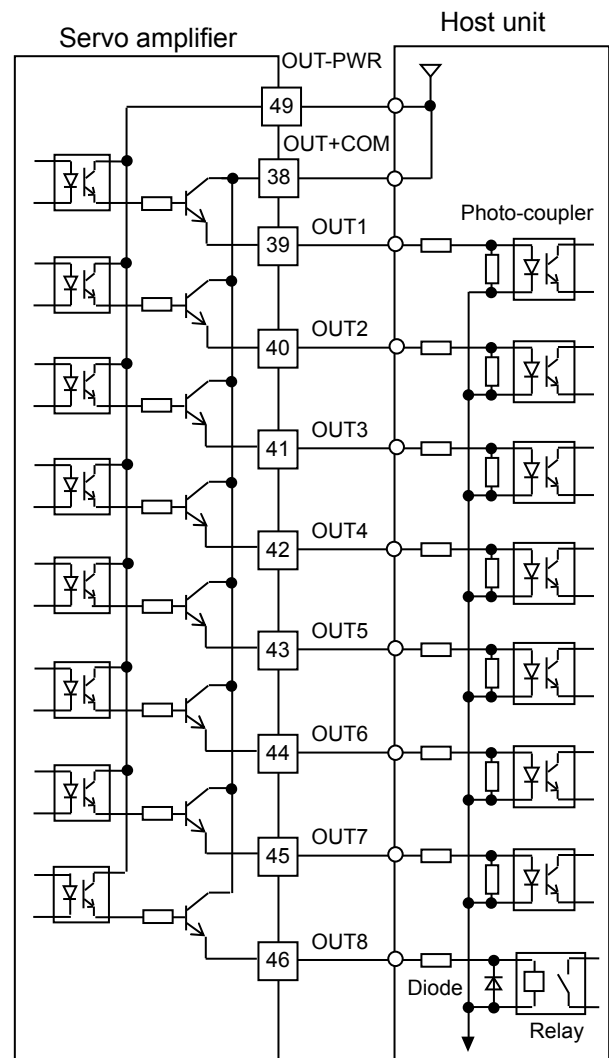 Servo amplifier
Host unit
OUT-PWR
49
OUT+COM
38
Photo-coupler
OUT1
39
OUT2
40
OUT3
41
OUT4
42
OUT5
43
OUT6
44
OUT7
45
OUT8
46
Diode
Relay